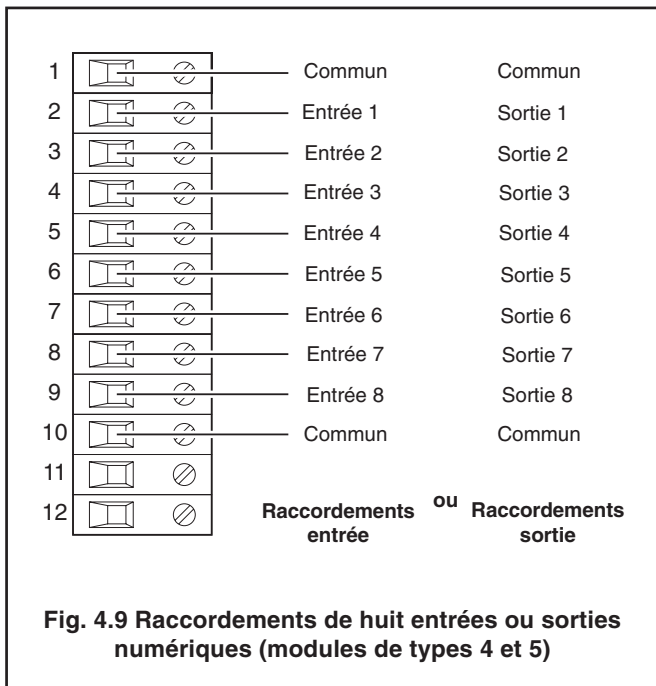 1 Commun Commun
2 Entrée 1 Sortie 1
3 Entrée 2 Sortie 2
4 Entrée 3 Sortie 3
5 Entrée 4 Sortie 4
6 Entrée 5 Sortie 5
7 Entrée 6 Sortie 6
8 Entrée 7 Sortie 7
9 Entrée 8 Sortie 8
10 Commun Commun
11
12
Raccordements ou Raccordements
entrée sortie
Fig. 4.9 Raccordements de huit entrées ou sorties
numériques (modules de types 4 et 5)